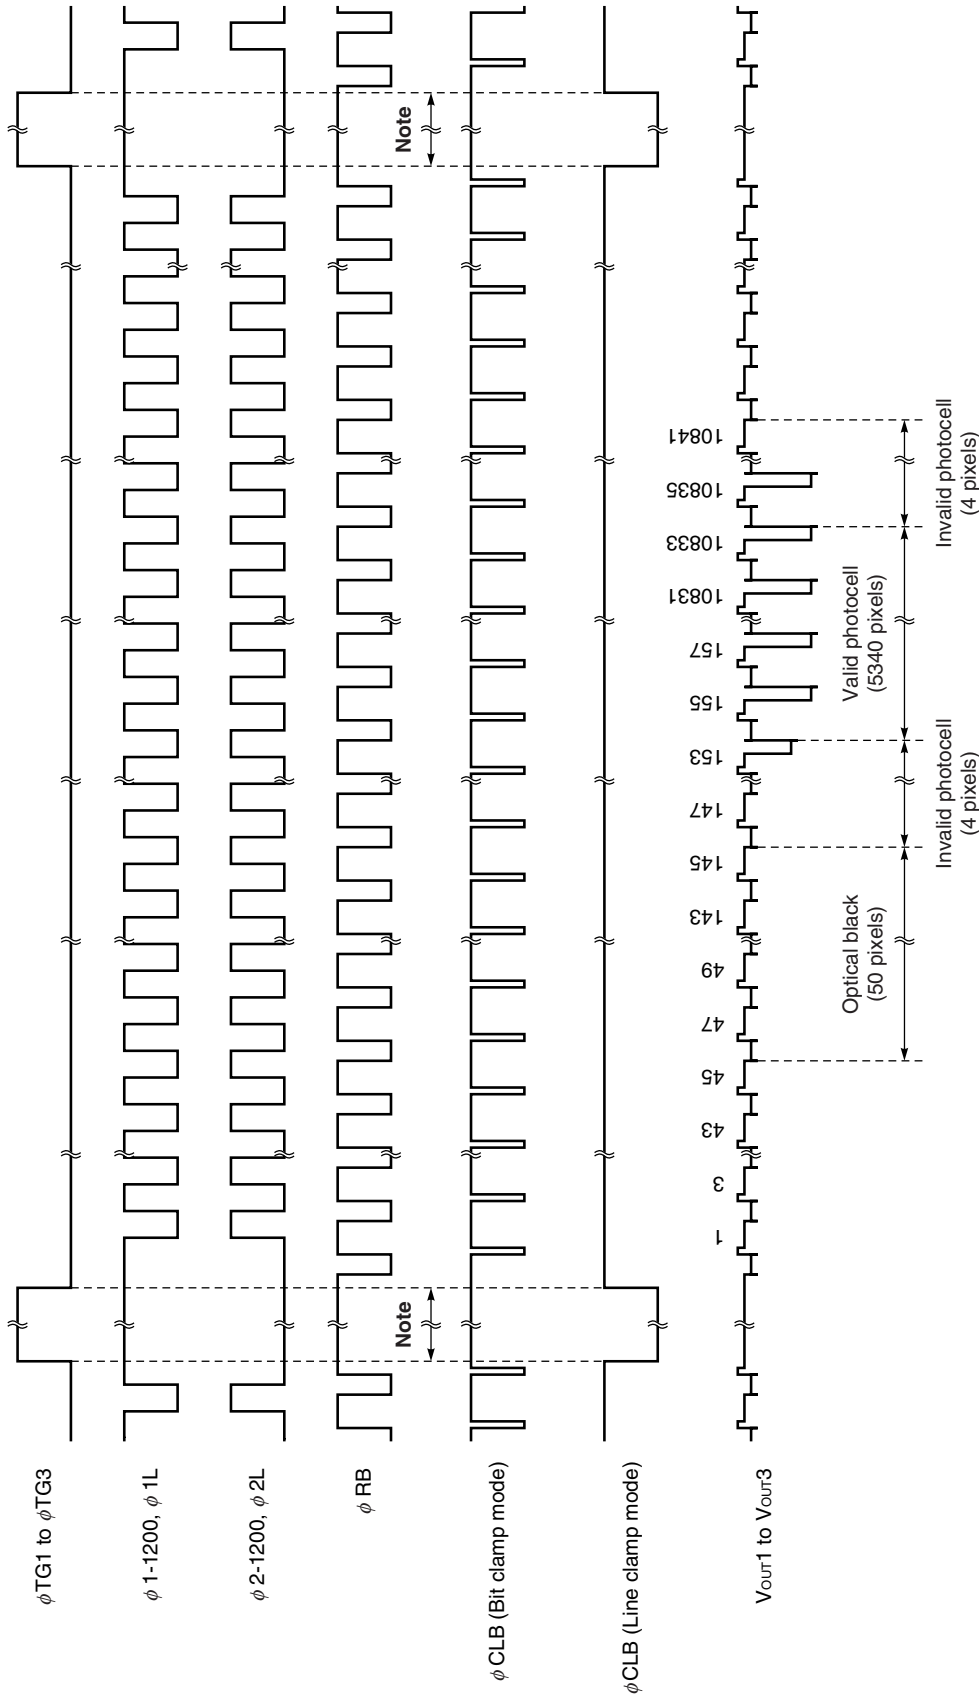 φTG1 to φTG3
φ1-1200, φ1L
φ2-1200, φ2L
φRB
Note
Note
φCLB (Bit clamp mode)
φCLB (Line clamp mode)
VOUT1 to VOUT3
1
3
43
45
47
49
143
145
147
153
155
157
10831
10833
10835
10841
Optical black
(50 pixels)
Invalid photocell
(4 pixels)
Valid photocell
(5340 pixels)
Invalid photocell
(4 pixels)